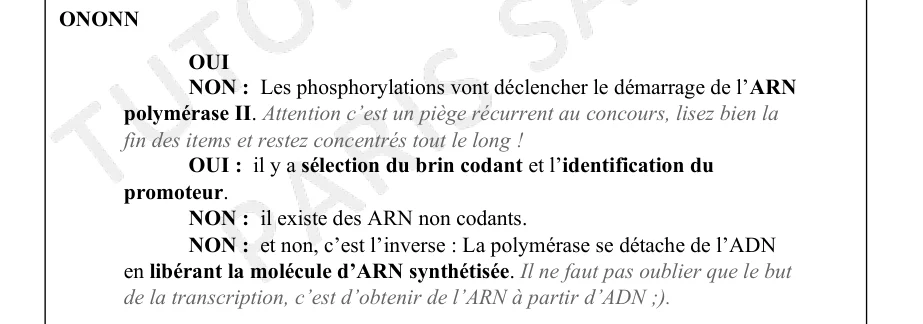 ONONN
OUI
NON : Les phosphorylations vont déclencher le démarrage de l’ARN
polymérase II. Attention c’est un piège récurrent au concours, lisez bien la
fin des items et restez concentrés tout le long !
OUI : il y a sélection du brin codant et l’identification du
promoteur.
NON : il existe des ARN non codants.
NON : et non, c’est l’inverse : La polymérase se détache de l’ADN
en libérant la molécule d’ARN synthétisée. Il ne faut pas oublier que le but
de la transcription, c’est d’obtenir de l’ARN à partir d’ADN ;).